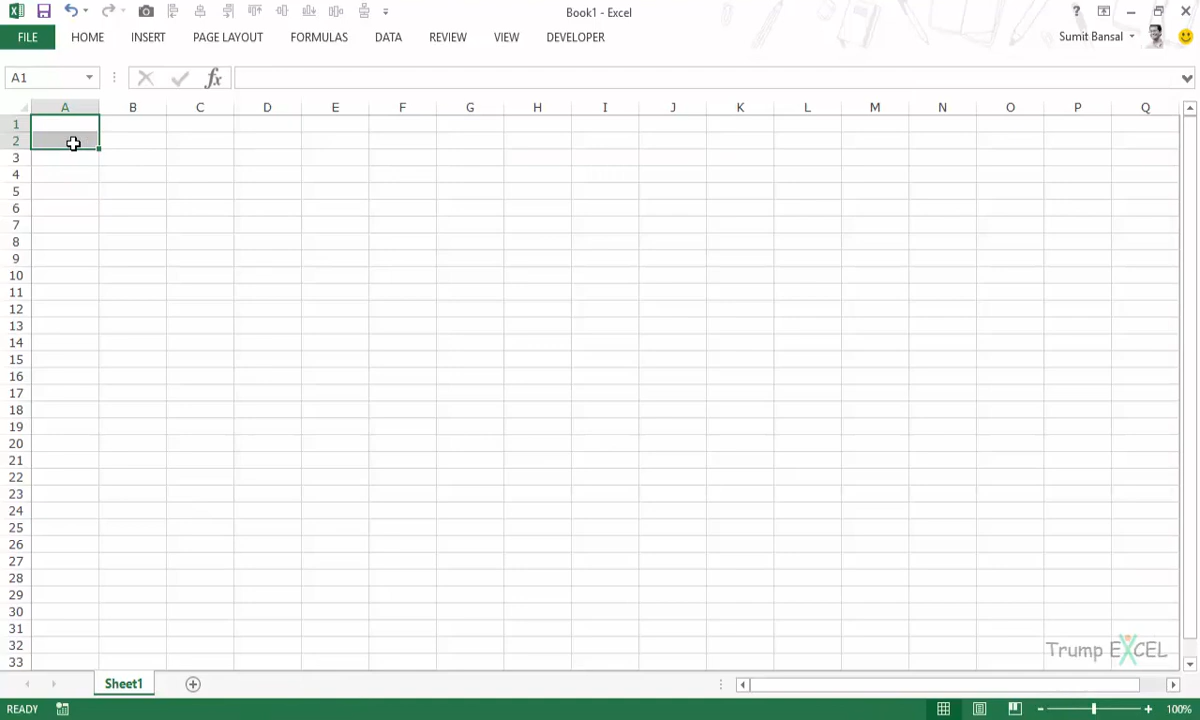 Book1 - Excel
?
FILE
HOME
INSERT
PAGE LAYOUT
FORMULAS
DATA
REVIEW
VIEW
DEVELOPER
Sumit Bansal
A1
fx
A B C D E F G H I J K L M N O P Q
1
2
3
4
5
6
7
8
9
10
11
12
13
14
15
16
17
18
19
20
21
22
23
24
25
26
27
28
29
30
31
32
33
Trump EXCEL
Sheet1
READY
100%